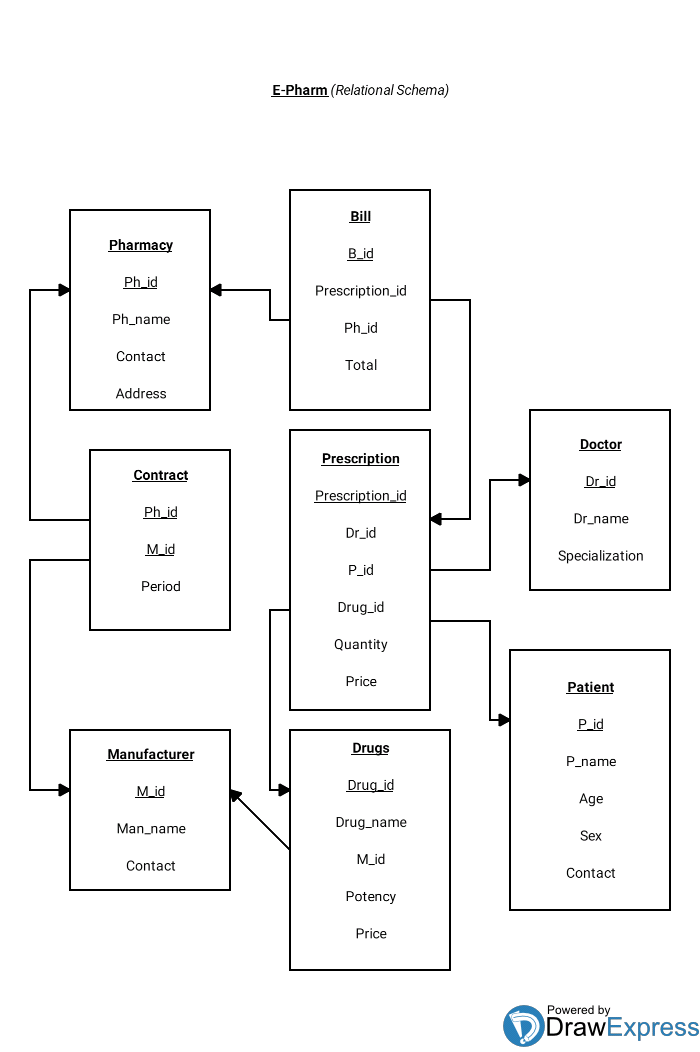 E-Pharm (Relational Schema)
Pharmacy
Ph_id
Ph_name
Contact
Address
Bill
B_id
Prescription_id
Ph_id
Total
Contract
Ph_id
M_id
Period
Prescription
Prescription_id
Dr_id
P_id
Drug_id
Quantity
Price
Doctor
Dr_id
Dr_name
Specialization
Manufacturer
M_id
Man_name
Contact
Drugs
Drug_id
Drug_name
M_id
Potency
Price
Patient
P_id
P_name
Age
Sex
Contact
Powered by
DrawExpress